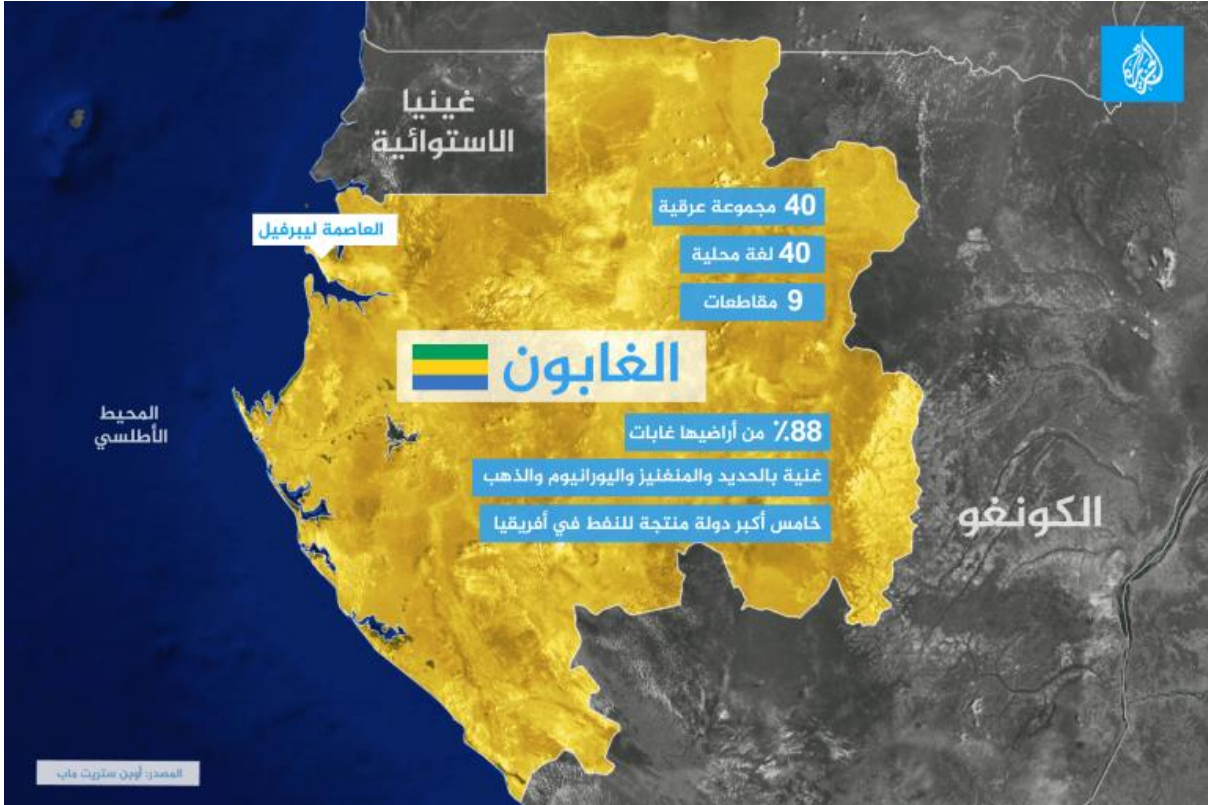 غينيا
الاستوائية
العاصمة ليبرفيل
40 مجموعة عرقية
40 لغة محلية
9 مقاطعات
الغابون
المحيط
الأطلسي
88٪ من أراضيها غابات
غنية بالحديد والمنغنيز واليورانيوم والذهب
خامس أكبر دولة منتجة للنفط في أفريقيا
الكونغو
المصدر: أوبن ستريت ماب